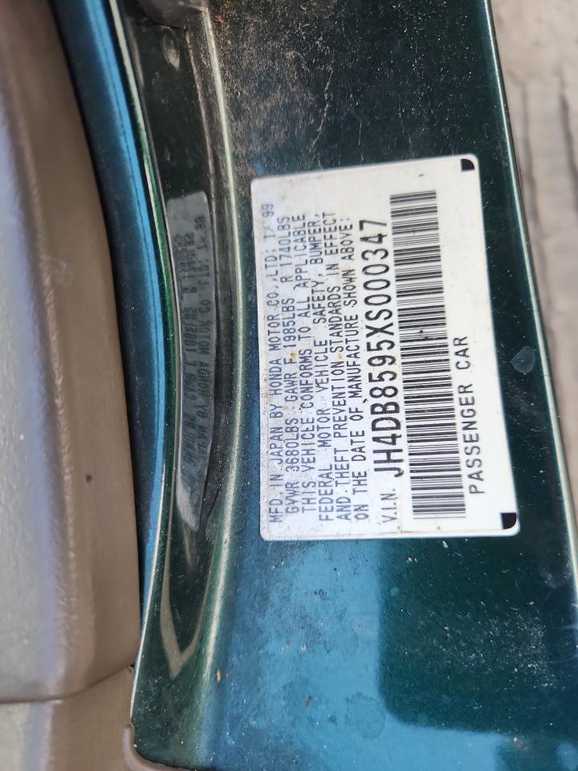 MFD. IN JAPAN BY HONDA MOTOR CO., LTD; 1/99
GVWR 3680LBS GAWR F 1985LBS R 1740LBS
THIS VEHICLE CONFORMS TO ALL APPLICABLE
FEDERAL MOTOR VEHICLE SAFETY, BUMPER,
AND THEFT PREVENTION STANDARDS IN EFFECT
ON THE DATE OF MANUFACTURE SHOWN ABOVE:
V.I.N. JH4DB8595XS000347
PASSENGER CAR